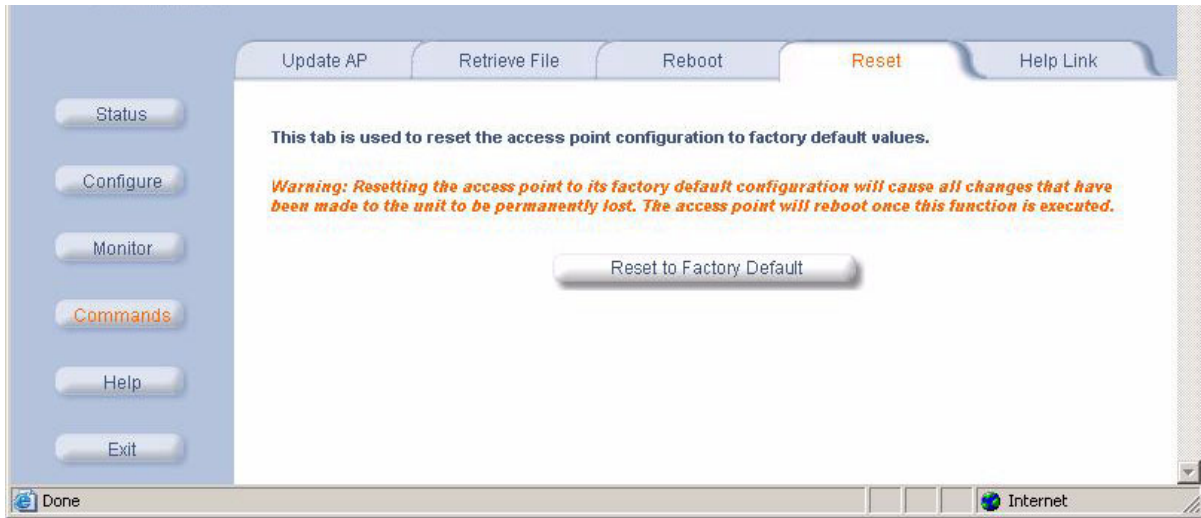 Update AP
Retrieve File
Reboot
Reset
Help Link
Status
Configure
Monitor
Commands
Help
Exit
This tab is used to reset the access point configuration to factory default values.
Warning: Resetting the access point to its factory default configuration will cause all changes that have
been made to the unit to be permanently lost. The access point will reboot once this function is executed.
Reset to Factory Default
Done
Internet